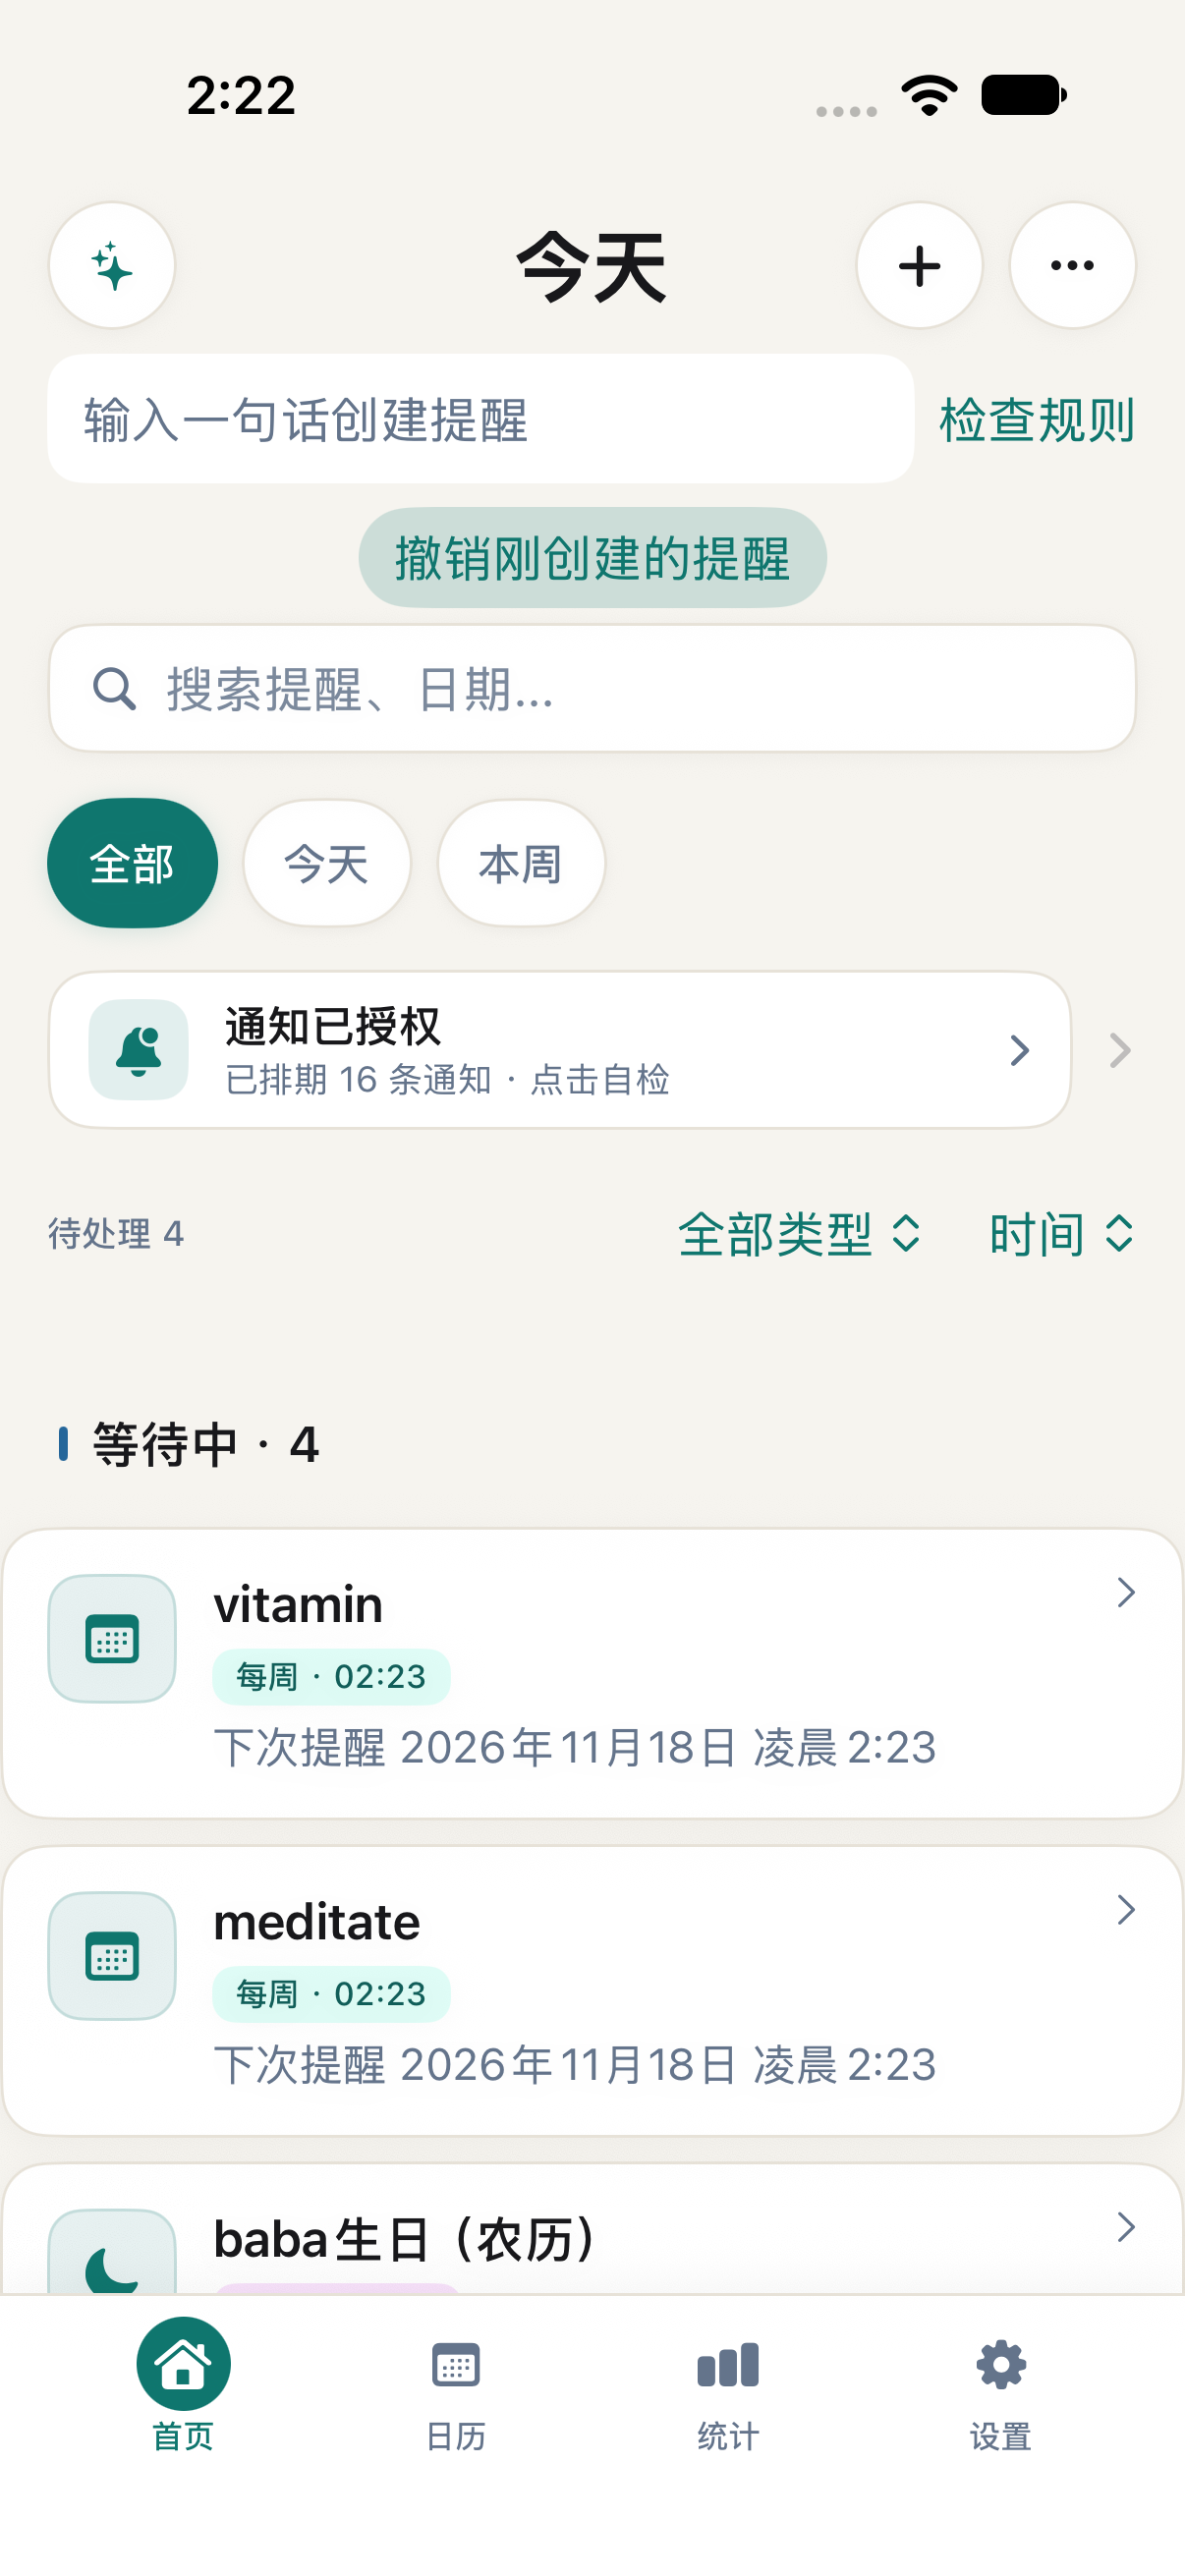 2:22
今天
输入一句话创建提醒
检查规则
撤销刚创建的提醒
搜索提醒、日期...
全部
今天
本周
通知已授权
已排期 16 条通知 · 点击自检
待处理 4
全部类型
时间
等待中 · 4
vitamin
每周 · 02:23
下次提醒 2026年11月18日 凌晨2:23
meditate
每周 · 02:23
下次提醒 2026年11月18日 凌晨2:23
baba生日（农历）
首页
日历
统计
设置